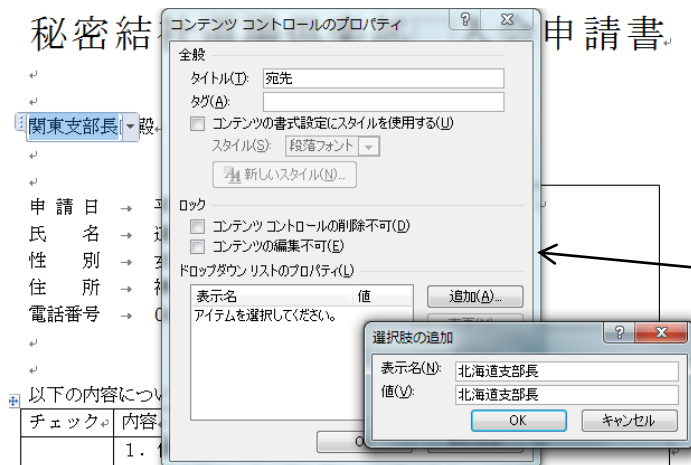 秘密結
申請書
コンテンツ コントロールのプロパティ
全般
タイトル(T): 宛先
タグ(A):
コンテンツの書式設定にスタイルを使用する(U)
スタイル(S): 段落フォント
新しいスタイル(N)...
ロック
コンテンツ コントロールの削除不可(D)
コンテンツの編集不可(E)
ドロップダウン リストのプロパティ(L)
表示名 値
アイテムを選択してください。
追加(A)...
選択肢の追加
表示名(N): 北海道支部長
値(V): 北海道支部長
OK キャンセル
関東支部長 殿
申請日 →
氏 名 →
性 別 →
住 所 →
電話番号 → 0
以下の内容につ
チェック 内容
1.